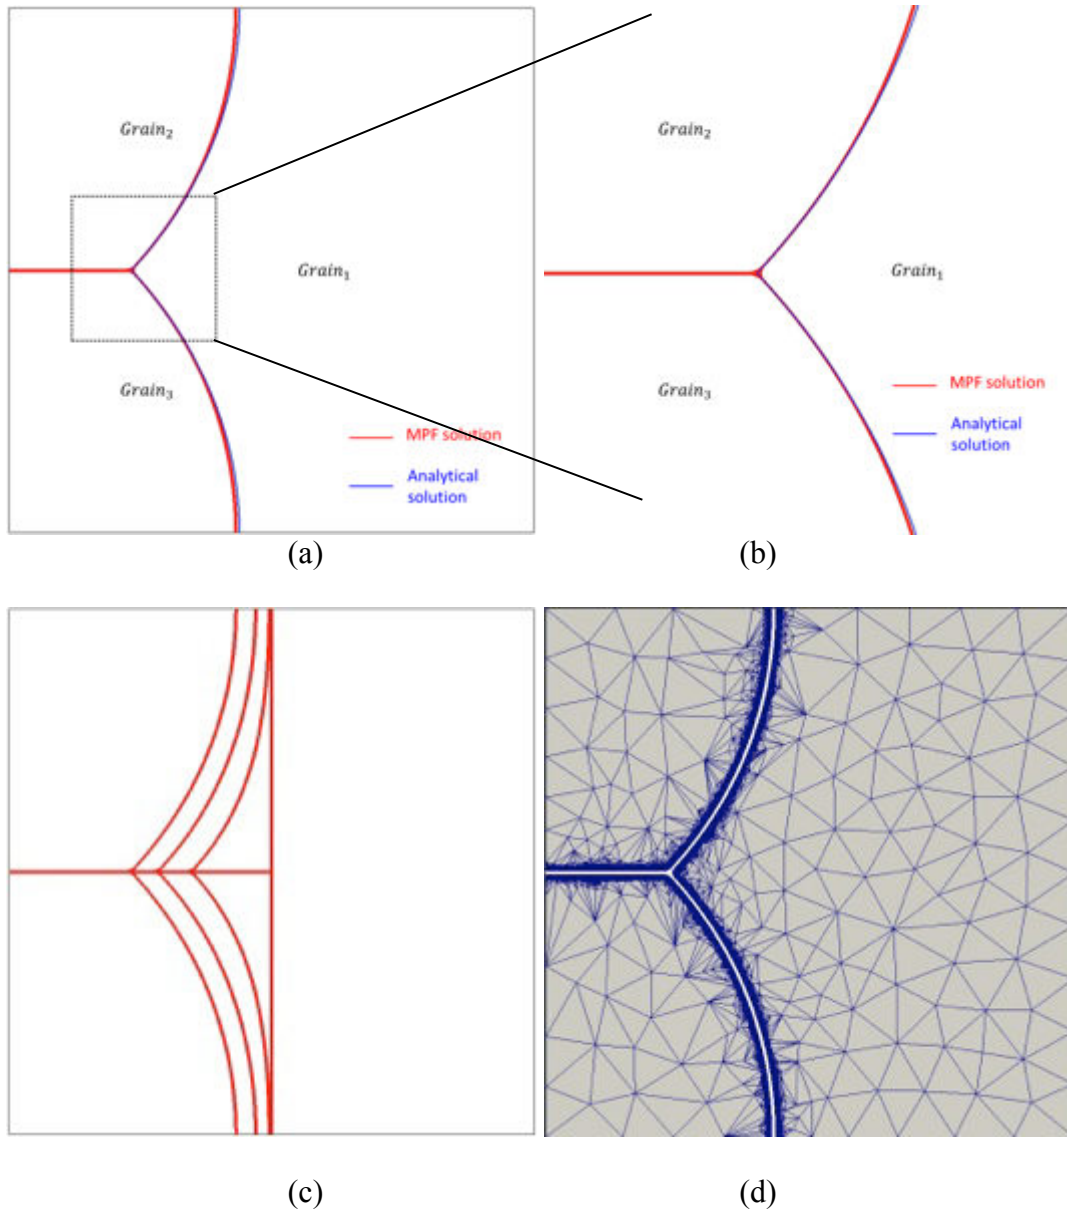 Grain₂
Grain₁
Grain₃
MPF solution
Analytical
solution
(a)
Grain₂
Grain₁
Grain₃
MPF solution
Analytical
solution
(b)
(c)
(d)